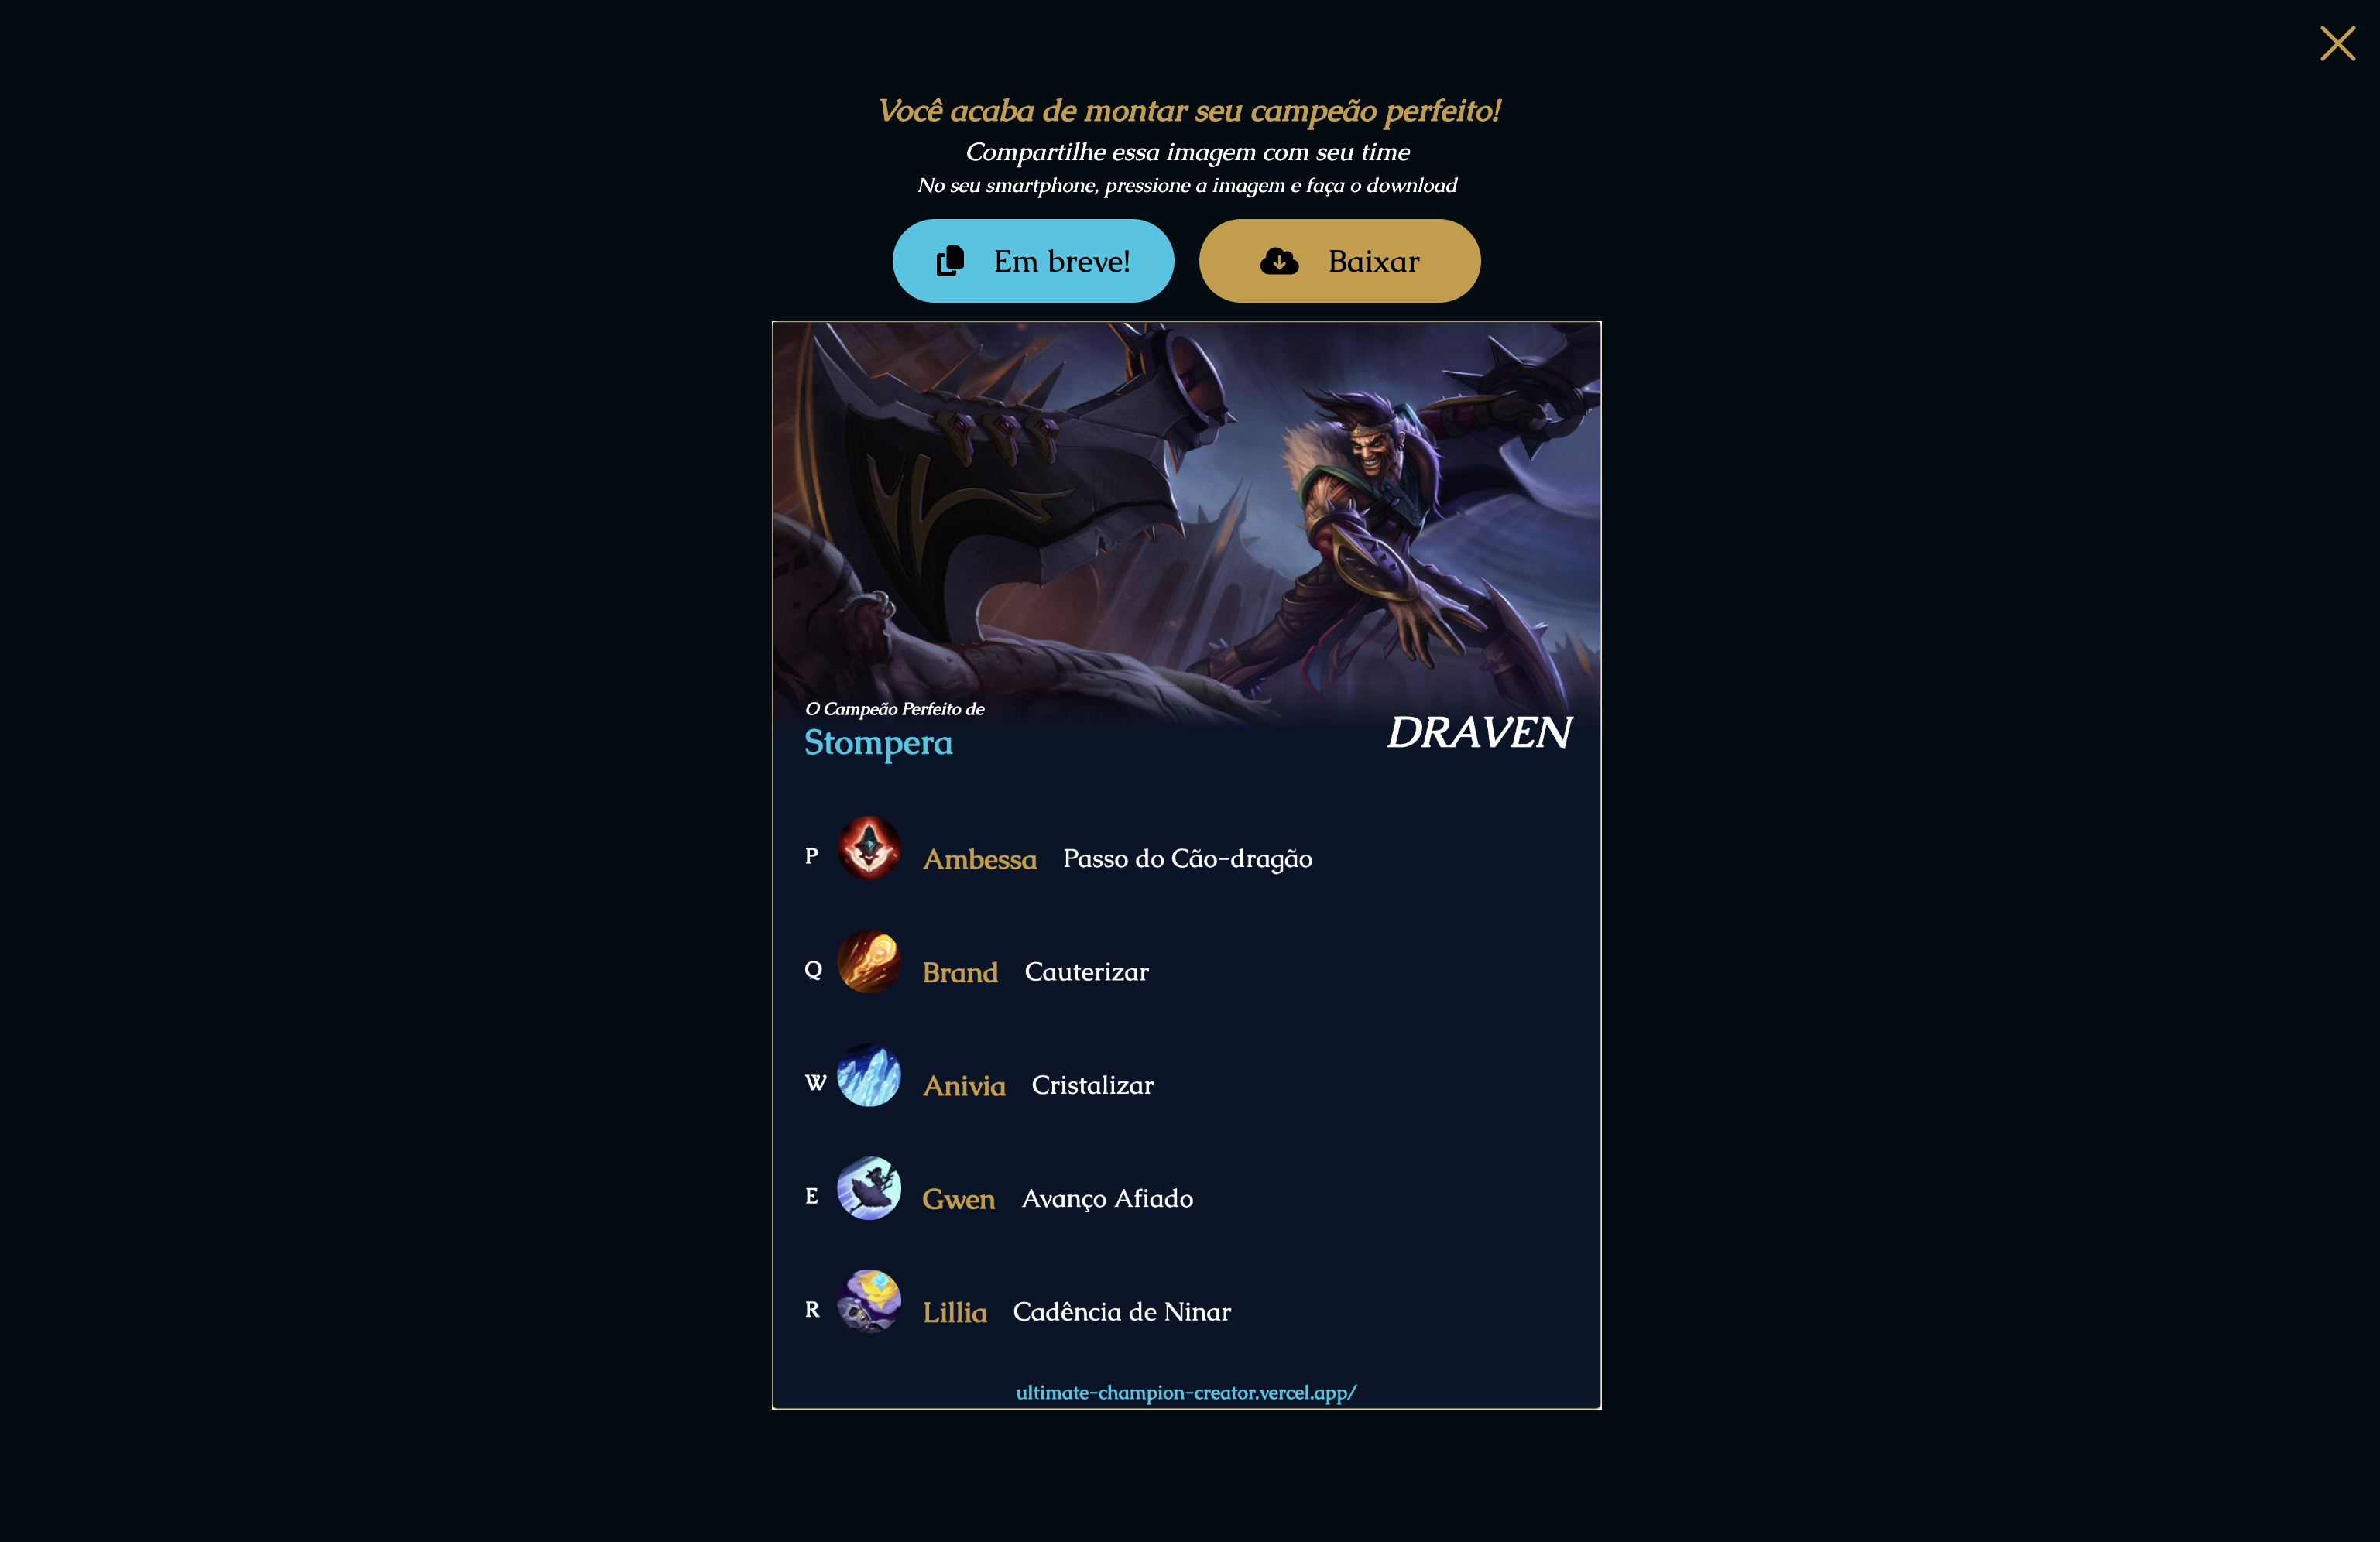 Você acaba de montar seu campeão perfeito!
Compartilhe essa imagem com seu time
No seu smartphone, pressione a imagem e faça o download
Em breve! Baixar
O Campeão Perfeito de
Stompera DRAVEN
P Ambessa Passo do Cão-dragão
Q Brand Cauterizar
W Anivia Cristalizar
E Gwen Avanço Afiado
R Lillia Cadência de Ninar
ultimate-champion-creator.vercel.app/